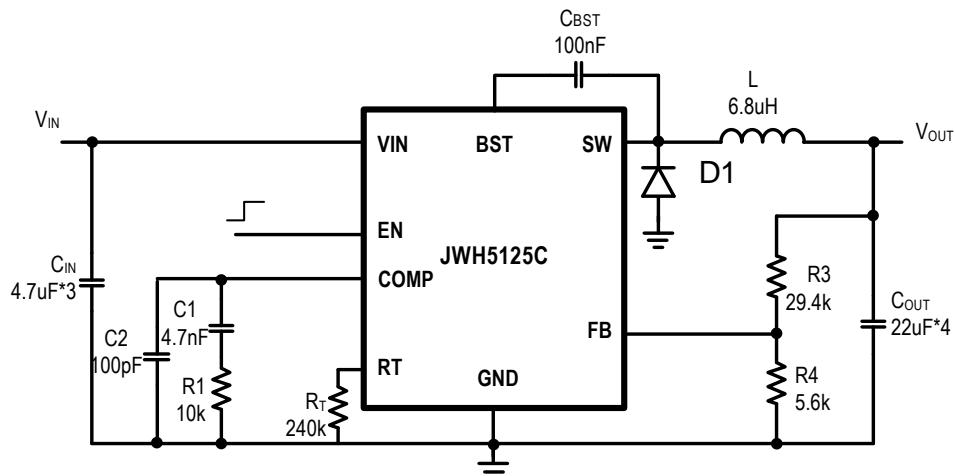 CBST
100nF
L
6.8uH
VIN
VOUT
VIN
BST
SW
D1
EN
JWH5125C
CIN
4.7uF*3
COMP
C1
4.7nF
C2
100pF
R3
29.4k
COUT
22uF*4
FB
RT
GND
R1
10k
RT
240k
R4
5.6k